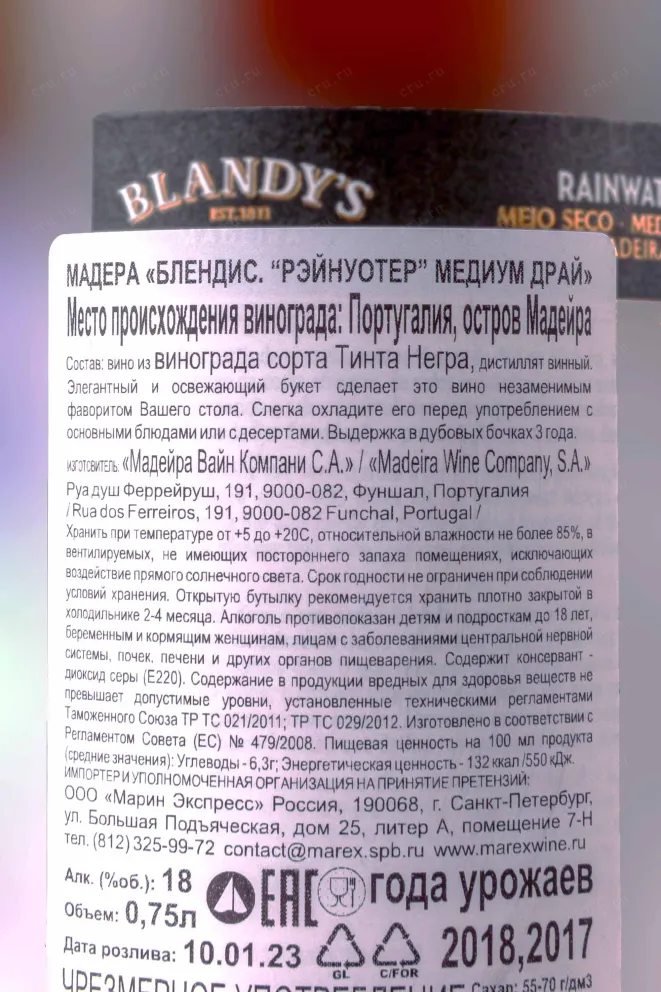 BLANDY'S
EST.1811
RAINWAT
MEIO SECO · MED
ADEIRA
МАДЕРА «БЛЕНДИС. “РЭЙНУОТЕР” МЕДИУМ ДРАЙ»
Место происхождения винограда: Португалия, остров Мадейра
Состав: вино из винограда сорта Тинта Негра, дистиллят винный.
Элегантный и освежающий букет сделает это вино незаменимым
фаворитом Вашего стола. Слегка охладите его перед употреблением с
основными блюдами или с десертами. Выдержка в дубовых бочках 3 года.
ИЗГОТОВИТЕЛЬ: «Мадейра Вайн Компани С.А.» / «Madeira Wine Company, S.A.»
Руа душ Феррейруш, 191, 9000-082, Фуншал, Португалия
/ Rua dos Ferreiros, 191, 9000-082 Funchal, Portugal /
Хранить при температуре от +5 до +20С, относительной влажности не более 85%, в
вентилируемых, не имеющих постороннего запаха помещениях, исключающих
воздействие прямого солнечного света. Срок годности не ограничен при соблюдении
условий хранения. Открытую бутылку рекомендуется хранить плотно закрытой в
холодильнике 2-4 месяца. Алкоголь противопоказан детям и подросткам до 18 лет,
беременным и кормящим женщинам, лицам с заболеваниями центральной нервной
системы, почек, печени и других органов пищеварения. Содержит консервант -
диоксид серы (Е220). Содержание в продукции вредных для здоровья веществ не
превышает допустимые уровни, установленные техническими регламентами
Таможенного Союза ТР ТС 021/2011; ТР ТС 029/2012. Изготовлено в соответствии с
Регламентом Совета (ЕС) № 479/2008. Пищевая ценность на 100 мл продукта
(средние значения): Углеводы - 6,3г; Энергетическая ценность - 132 ккал /550 кДж.
ИМПОРТЕР И УПОЛНОМОЧЕННАЯ ОРГАНИЗАЦИЯ НА ПРИНЯТИЕ ПРЕТЕНЗИЙ:
ООО «Марин Экспресс» Россия, 190068, г. Санкт-Петербург,
ул. Большая Подъяческая, дом 25, литер А, помещение 7-Н
тел. (812) 325-99-72 contact@marex.spb.ru www.marexwine.ru
Алк. (%об.): 18
EAC
года урожаев
Объем: 0,75л
2018,2017
Дата розлива: 10.01.23
GL
C/FOR
ЧРЕЗМЕРНОЕ УПОТРЕБЛЕНИЕ Сахар: 55-70 г/дм3